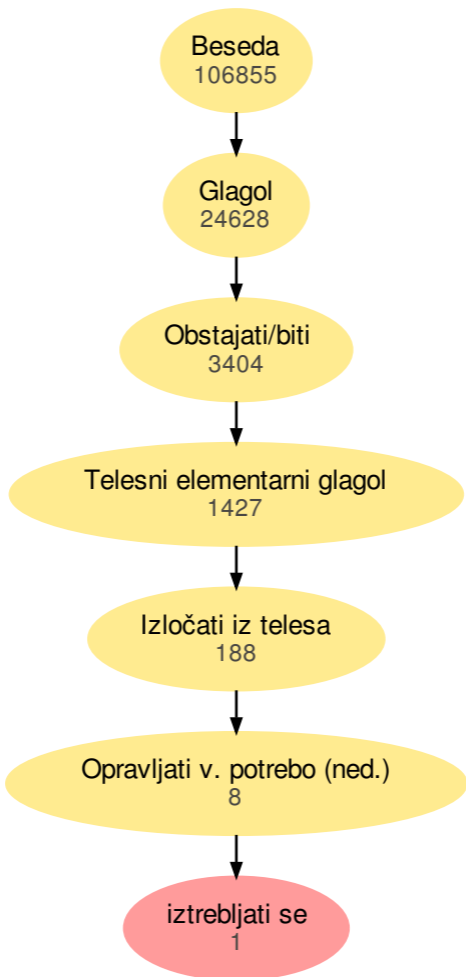 Beseda
106855
Glagol
24628
Obstajati/biti
3404
Telesni elementarni glagol
1427
Izločati iz telesa
188
Opravljati v. potrebo (ned.)
8
iztrebljati se
1